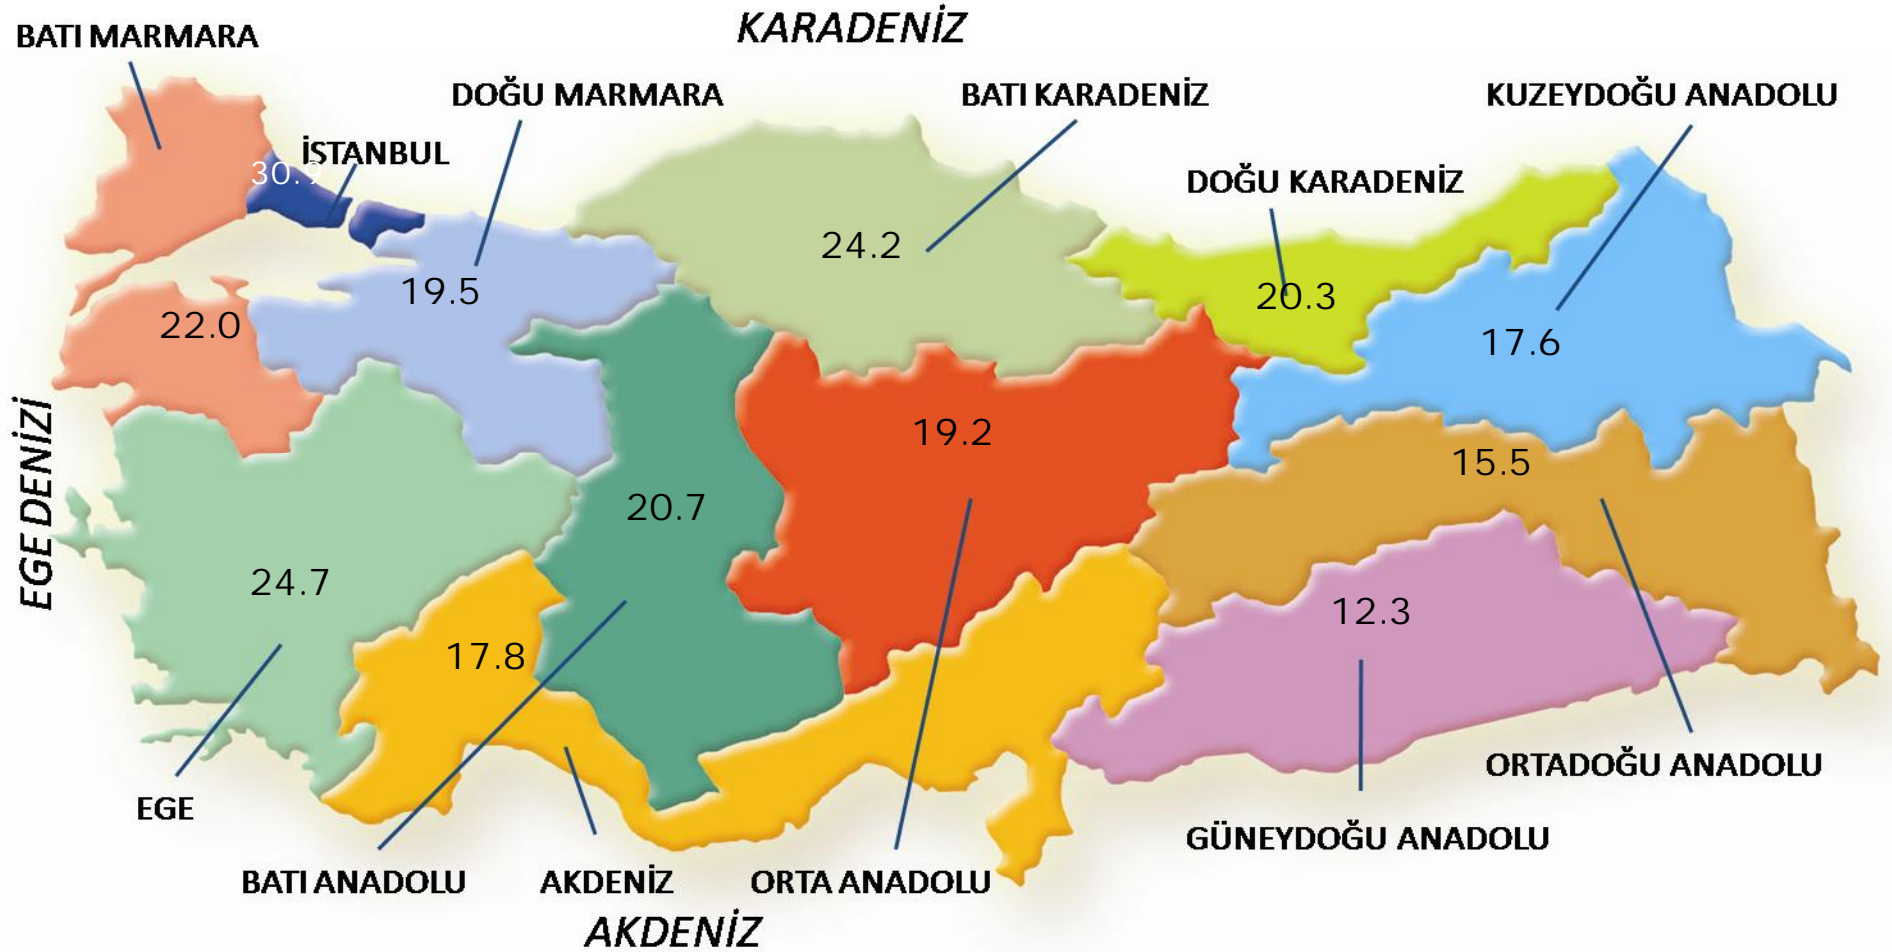 KARADENİZ
BATI MARMARA
DOĞU MARMARA
BATI KARADENİZ
KUZEYDOĞU ANADOLU
İSTANBUL
30.9
DOĞU KARADENİZ
24.2
19.5
20.3
22.0
17.6
19.2
15.5
EGE DENİZİ
20.7
24.7
12.3
17.8
ORTADOĞU ANADOLU
EGE
GÜNEYDOĞU ANADOLU
BATI ANADOLU
AKDENİZ
ORTA ANADOLU
AKDENİZ